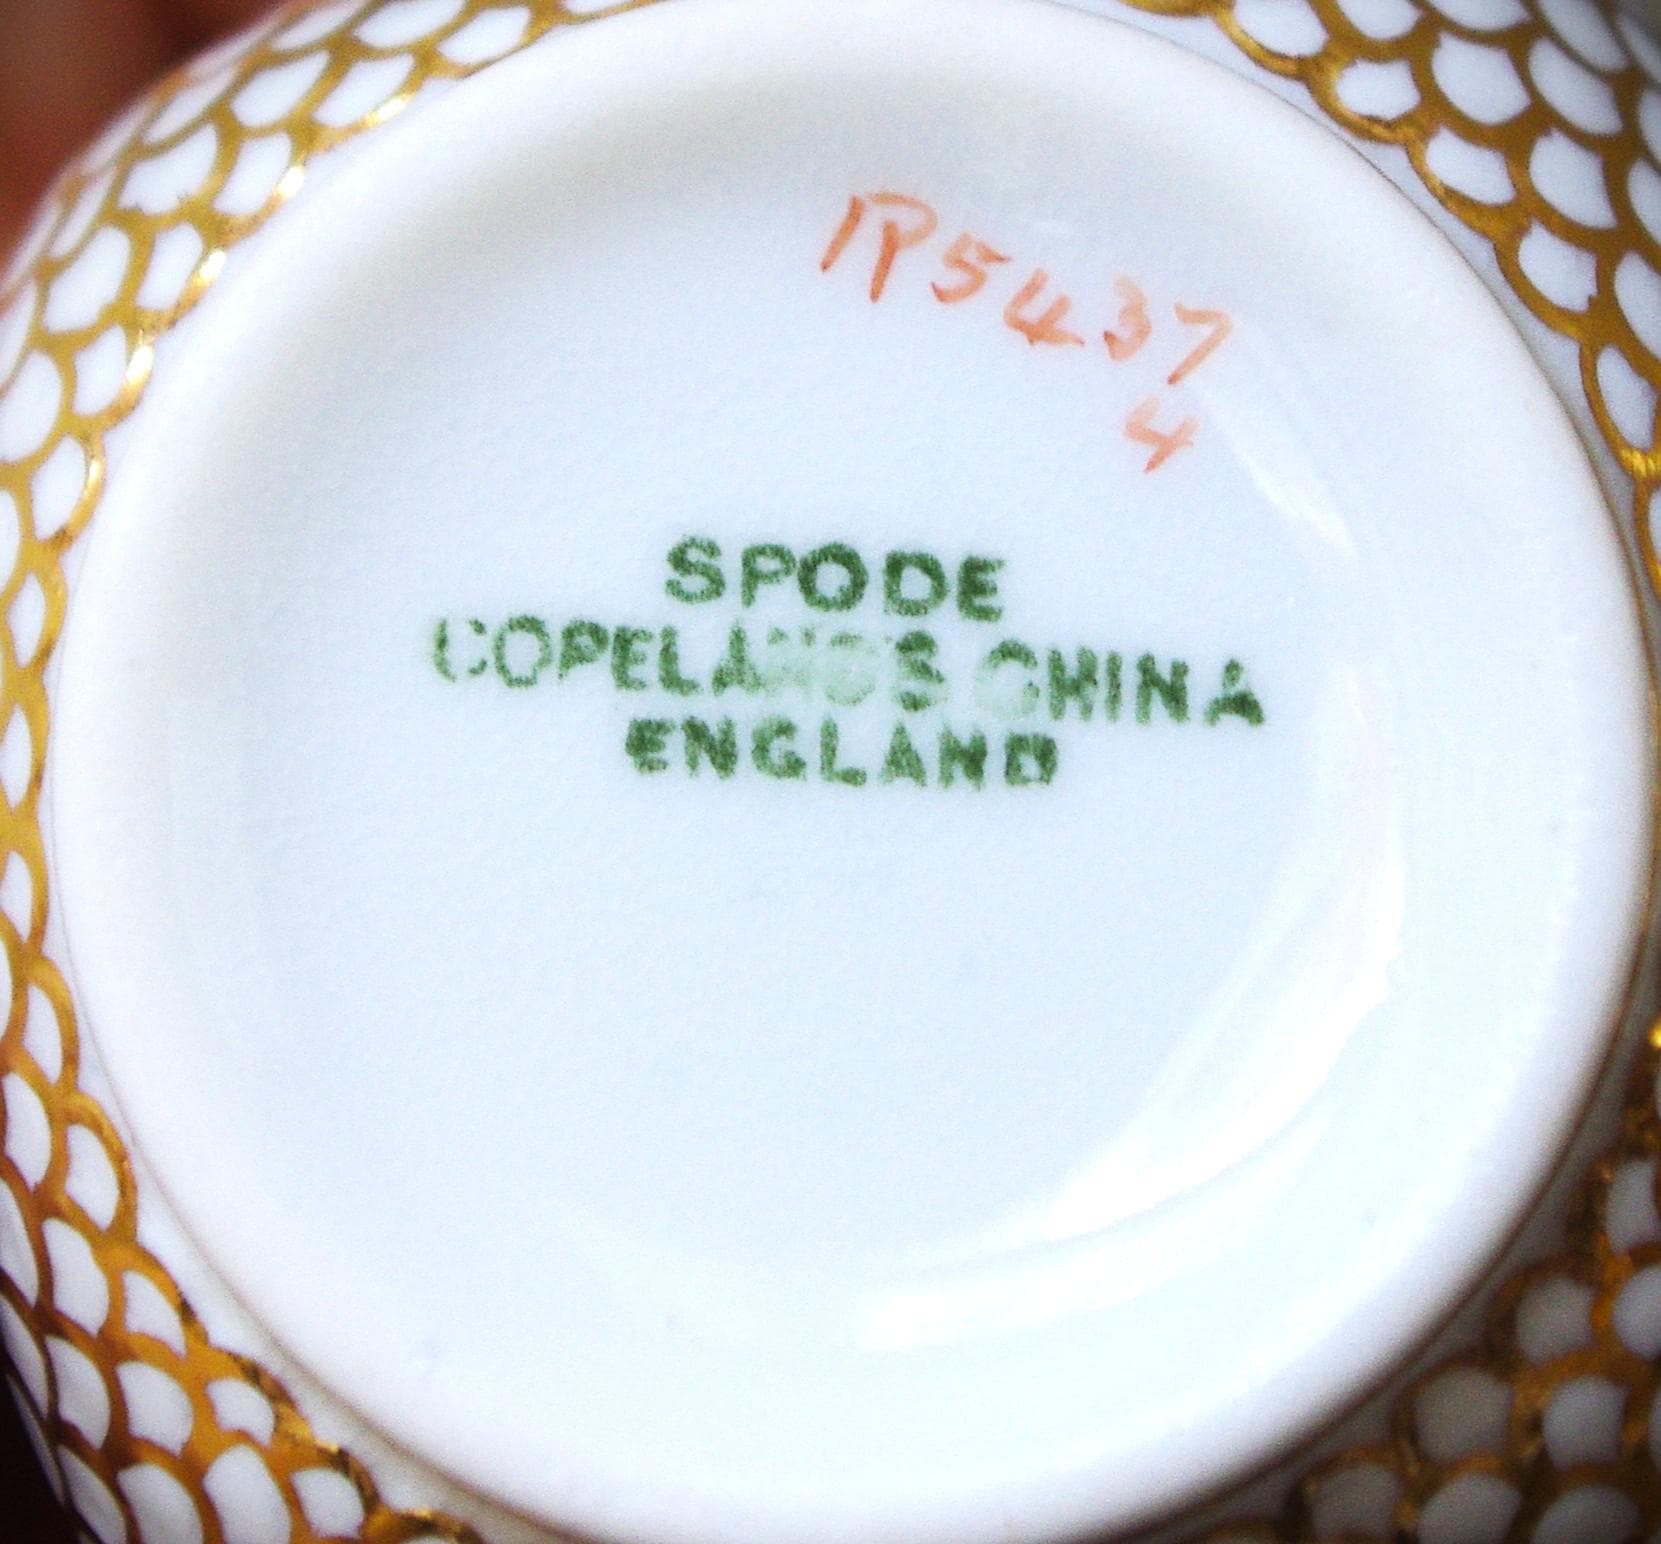 R5437
4
SPODE
COPELAND'S CHINA
ENGLAND